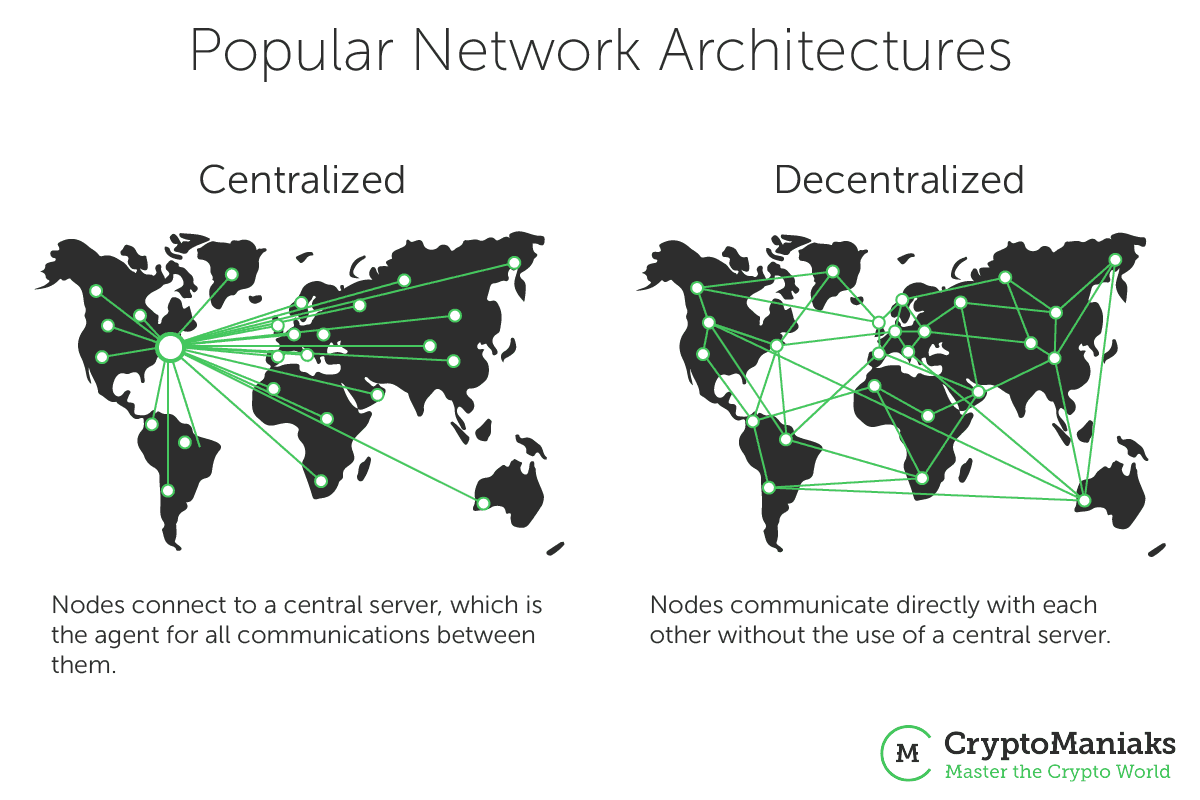 Popular Network Architectures
Centralized
Decentralized
Nodes connect to a central server, which is
the agent for all communications between
them.
Nodes communicate directly with each
other without the use of a central server.
M
CryptoManiaks
Master the Crypto World